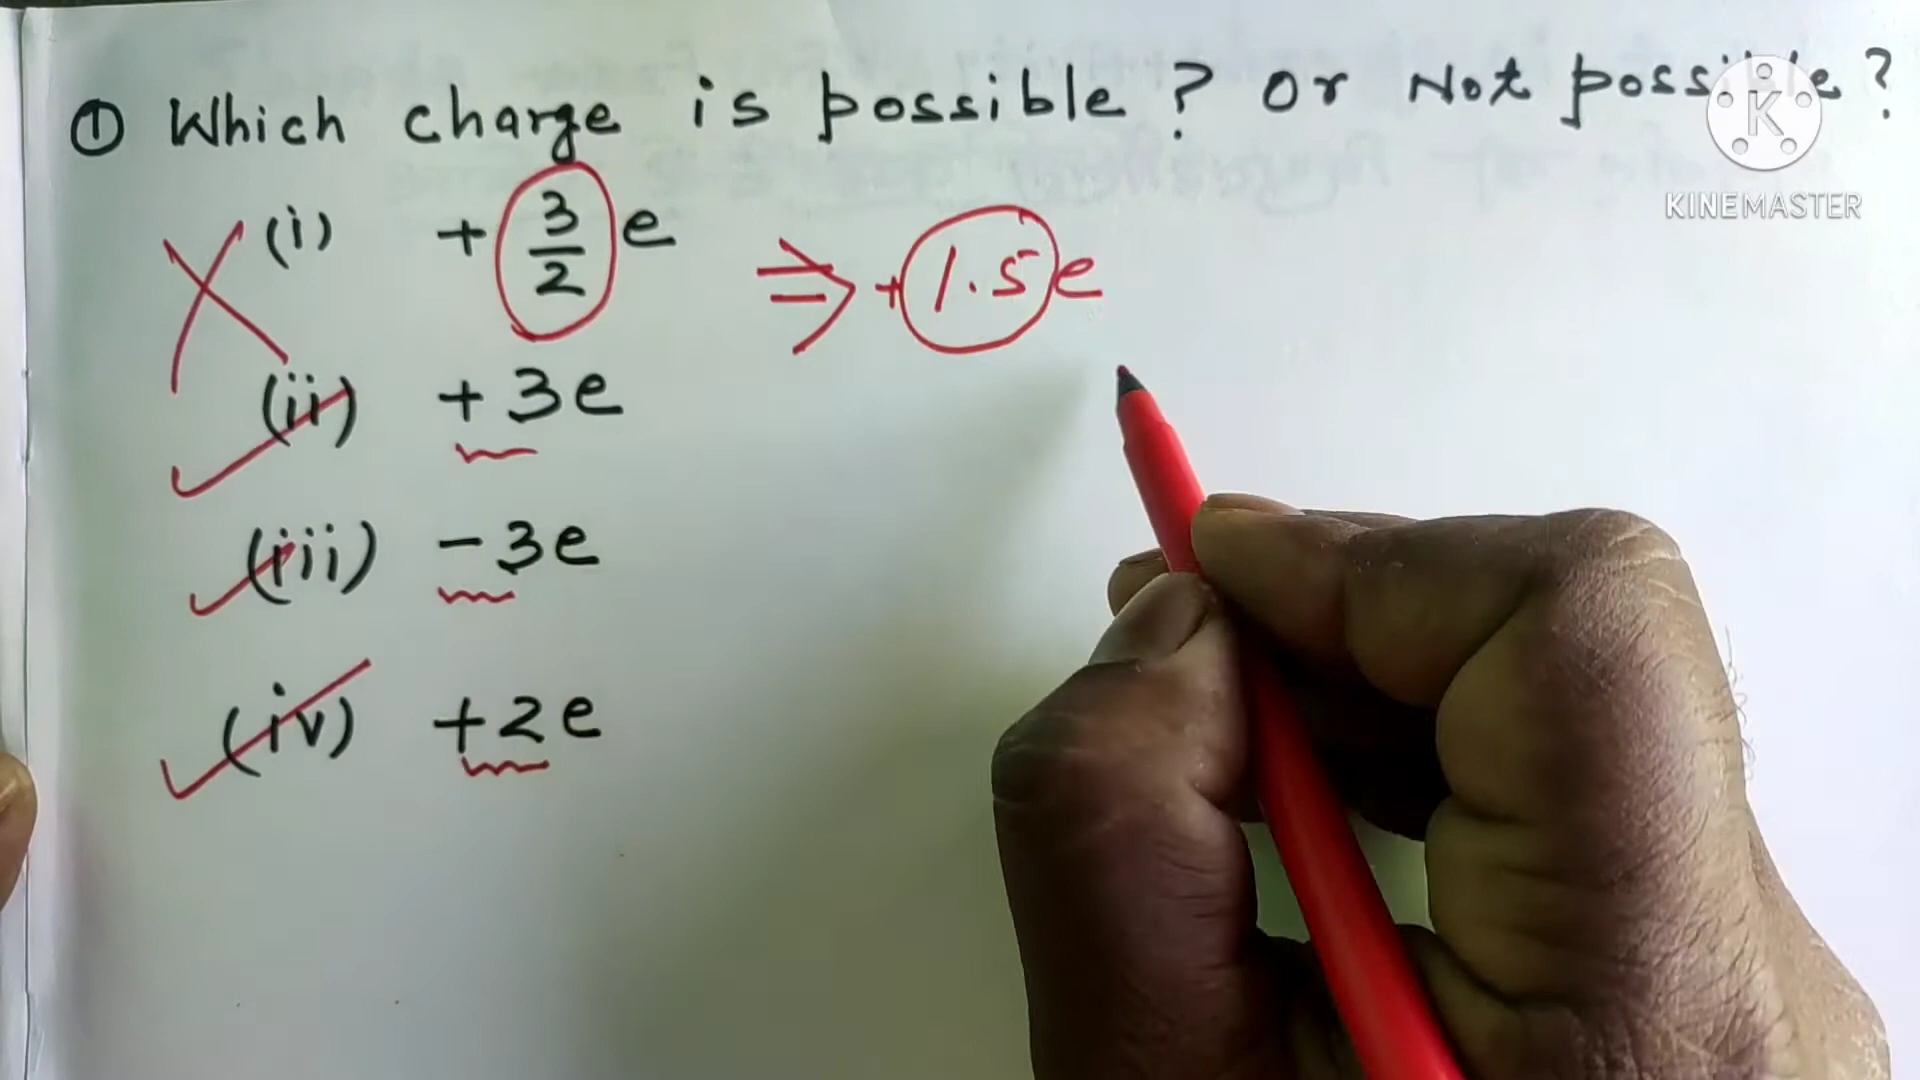 ① Which charge is possible? Or Not possible?
(i) + 3/2 e ⇒ +1.5e
(ii) + 3e
(iii) - 3e
(iv) +2e
K
KINEMASTER